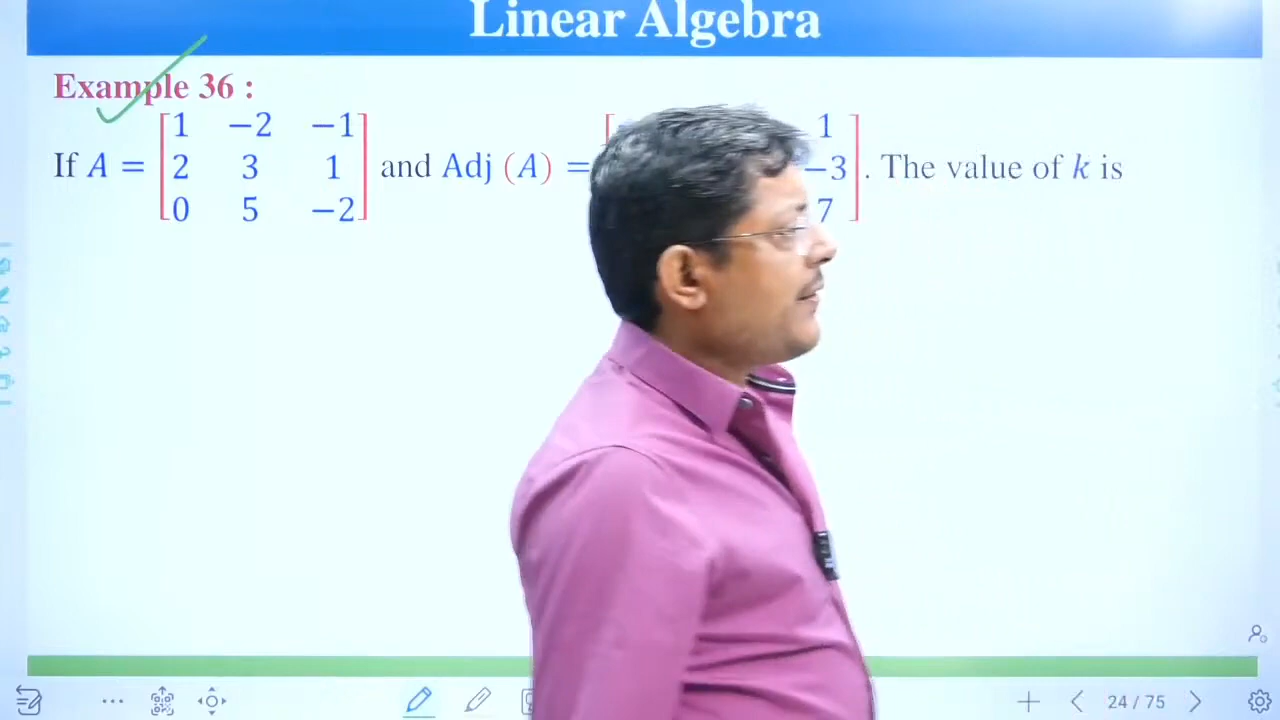 Linear Algebra
Example 36 :
1 −2 −1 1
If A = 2 3 1 and Adj (A) = −3 . The value of k is
0 5 −2 7
24 / 75